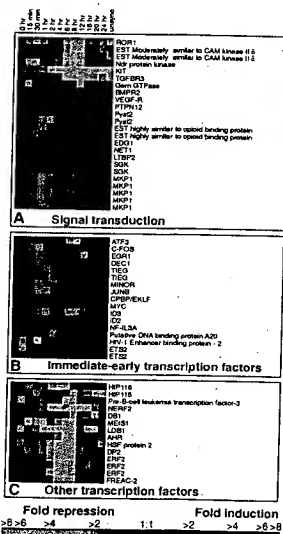 0 hr
15 min
30 min
1 hr
2 hr
4 hr
6 hr
8 hr
12 hr
16 hr
20 hr
24 hr
unsync
ROR1
EST Moderately similar to CAM kinase II δ
EST Moderately similar to CAM kinase II δ
Ndr protein kinase
KIT
TGFBR3
Gem GTPase
BMPR2
VEGF-R
PTPN12
Pyst2
Pyst2
EST highly similar to opioid binding protein
EST highly similar to opioid binding protein
EDG1
NET1
LTBP2
SGK
SGK
MKP1
MKP1
MKP1
MKP1
MKP1
A Signal transduction
ATF3
C-FOS
EGR1
DEC1
TIEG
TIEG
MINOR
JUNB
CPBP/EKLF
MYC
ID3
ID2
NF-IL3A
Putative DNA binding protein A20
HIV-1 Enhancer binding protein - 2
ETS2
ETS2
B Immediate-early transcription factors
HIP116
HIP116
Pre-B-cell leukemia transcription factor-3
NERF2
DB1
MEIS1
LDB1
AHR
HSF protein 2
DP2
ERF2
ERF2
ERF2
FREAC-2
C Other transcription factors
Fold repression Fold induction
>8 >6 >4 >2 1:1 >2 >4 >6 >8